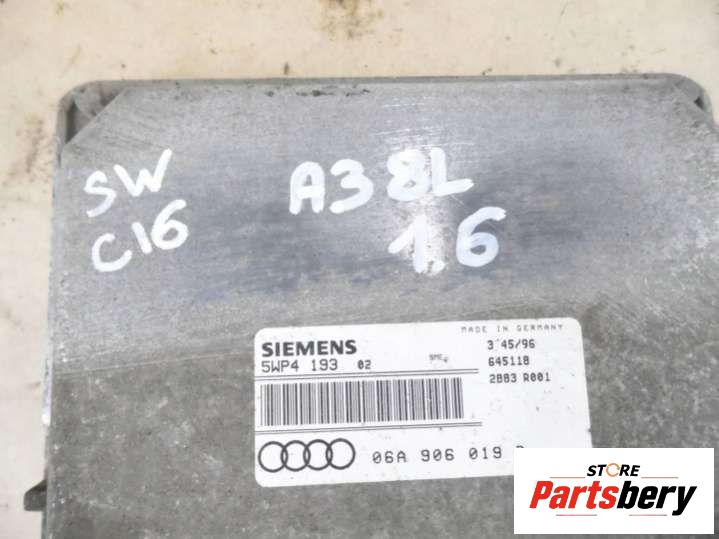 SW
C16
A3 8L
1.6
MADE IN GERMANY
SIEMENS
5WP4 193 02
3 45/96
645118
2883 R001
06A 906 019
STORE
Partsbery